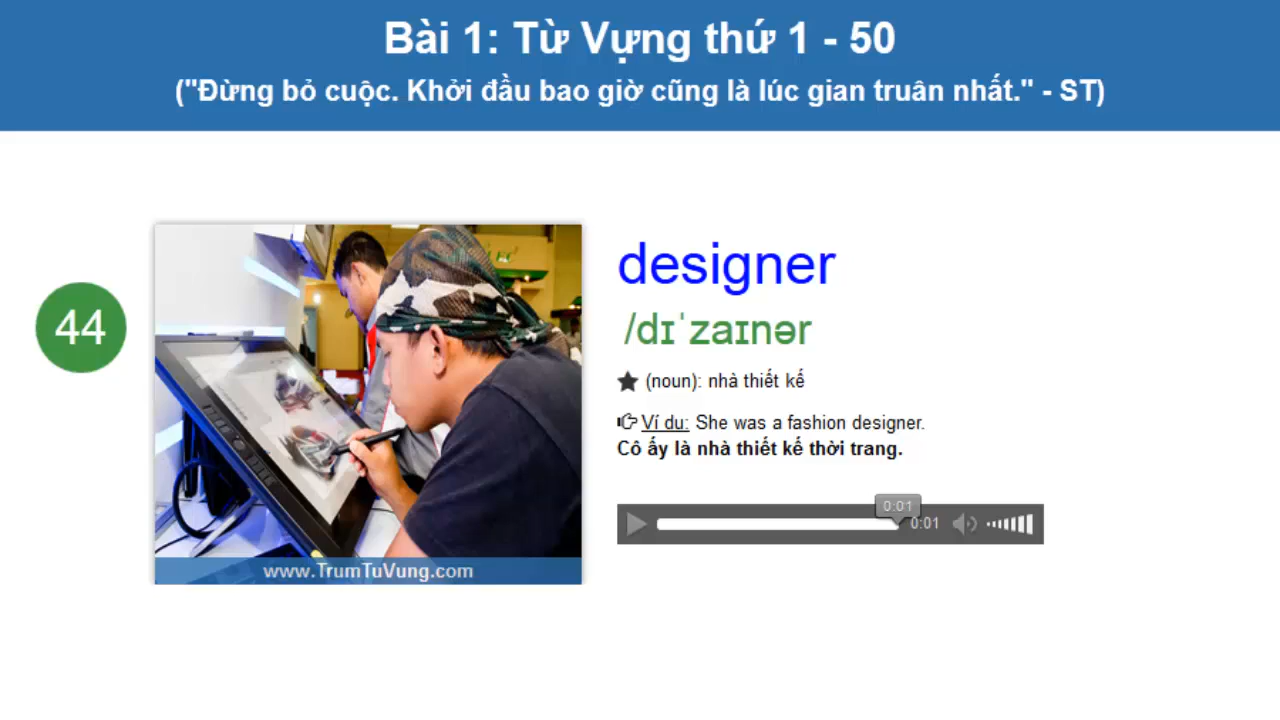 Bài 1: Từ Vựng thứ 1 - 50
("Đừng bỏ cuộc. Khởi đầu bao giờ cũng là lúc gian truân nhất." - ST)
44
designer
/dɪˈzaɪnər
(noun): nhà thiết kế
Ví dụ: She was a fashion designer.
Cô ấy là nhà thiết kế thời trang.
0:01
0:01
www.TrumTuVung.com